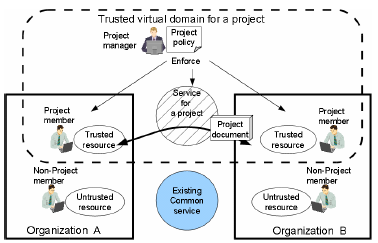 Trusted virtual domain for a project
Project
manager
Project
policy
Enforce
Service
for
a project
Project
member
Trusted
resource
Project
document
Trusted
resource
Project
member
Non-Project
member
Untrusted
resource
Existing
Common
service
Non-Project
member
Untrusted
resource
Organization A
Organization B